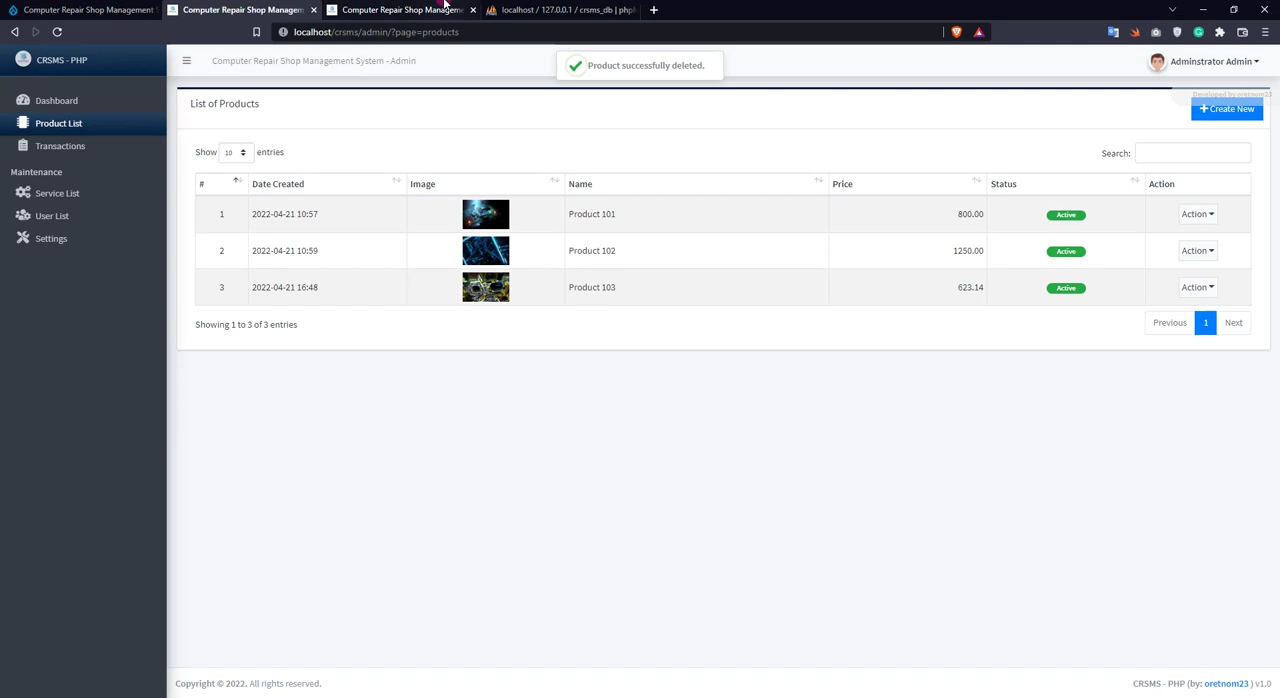 Computer Repair Shop Management S
Computer Repair Shop Managem
Computer Repair Shop Manageme
localhost / 127.0.0.1 / crsms_db | php
localhost/crsms/admin/?page=products
CRSMS - PHP
Computer Repair Shop Management System - Admin
Product successfully deleted.
Adminstrator Admin
Dashboard
Product List
Transactions
Maintenance
Service List
User List
Settings
List of Products
Developed by oretnom23
Create New
Show 10 entries
Search:
# Date Created Image Name Price Status Action
1 2022-04-21 10:57 Product 101 800.00 Active Action
2 2022-04-21 10:59 Product 102 1250.00 Active Action
3 2022-04-21 16:48 Product 103 623.14 Active Action
Showing 1 to 3 of 3 entries
Previous 1 Next
Copyright © 2022. All rights reserved.
CRSMS - PHP (by: oretnom23 ) v1.0